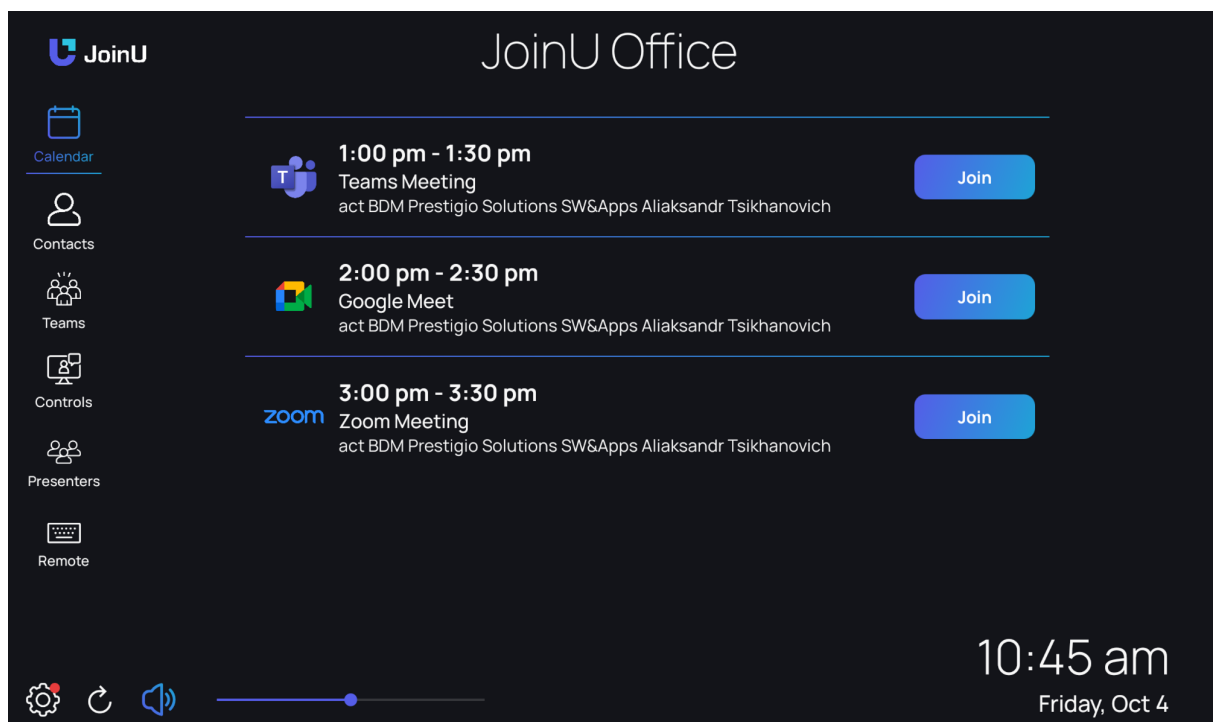 JoinU
JoinU Office
Calendar
Contacts
Teams
Controls
Presenters
Remote
1:00 pm - 1:30 pm
Teams Meeting
act BDM Prestigio Solutions SW&Apps Aliaksandr Tsikhanovich
Join
2:00 pm - 2:30 pm
Google Meet
act BDM Prestigio Solutions SW&Apps Aliaksandr Tsikhanovich
Join
zoom
3:00 pm - 3:30 pm
Zoom Meeting
act BDM Prestigio Solutions SW&Apps Aliaksandr Tsikhanovich
Join
10:45 am
Friday, Oct 4